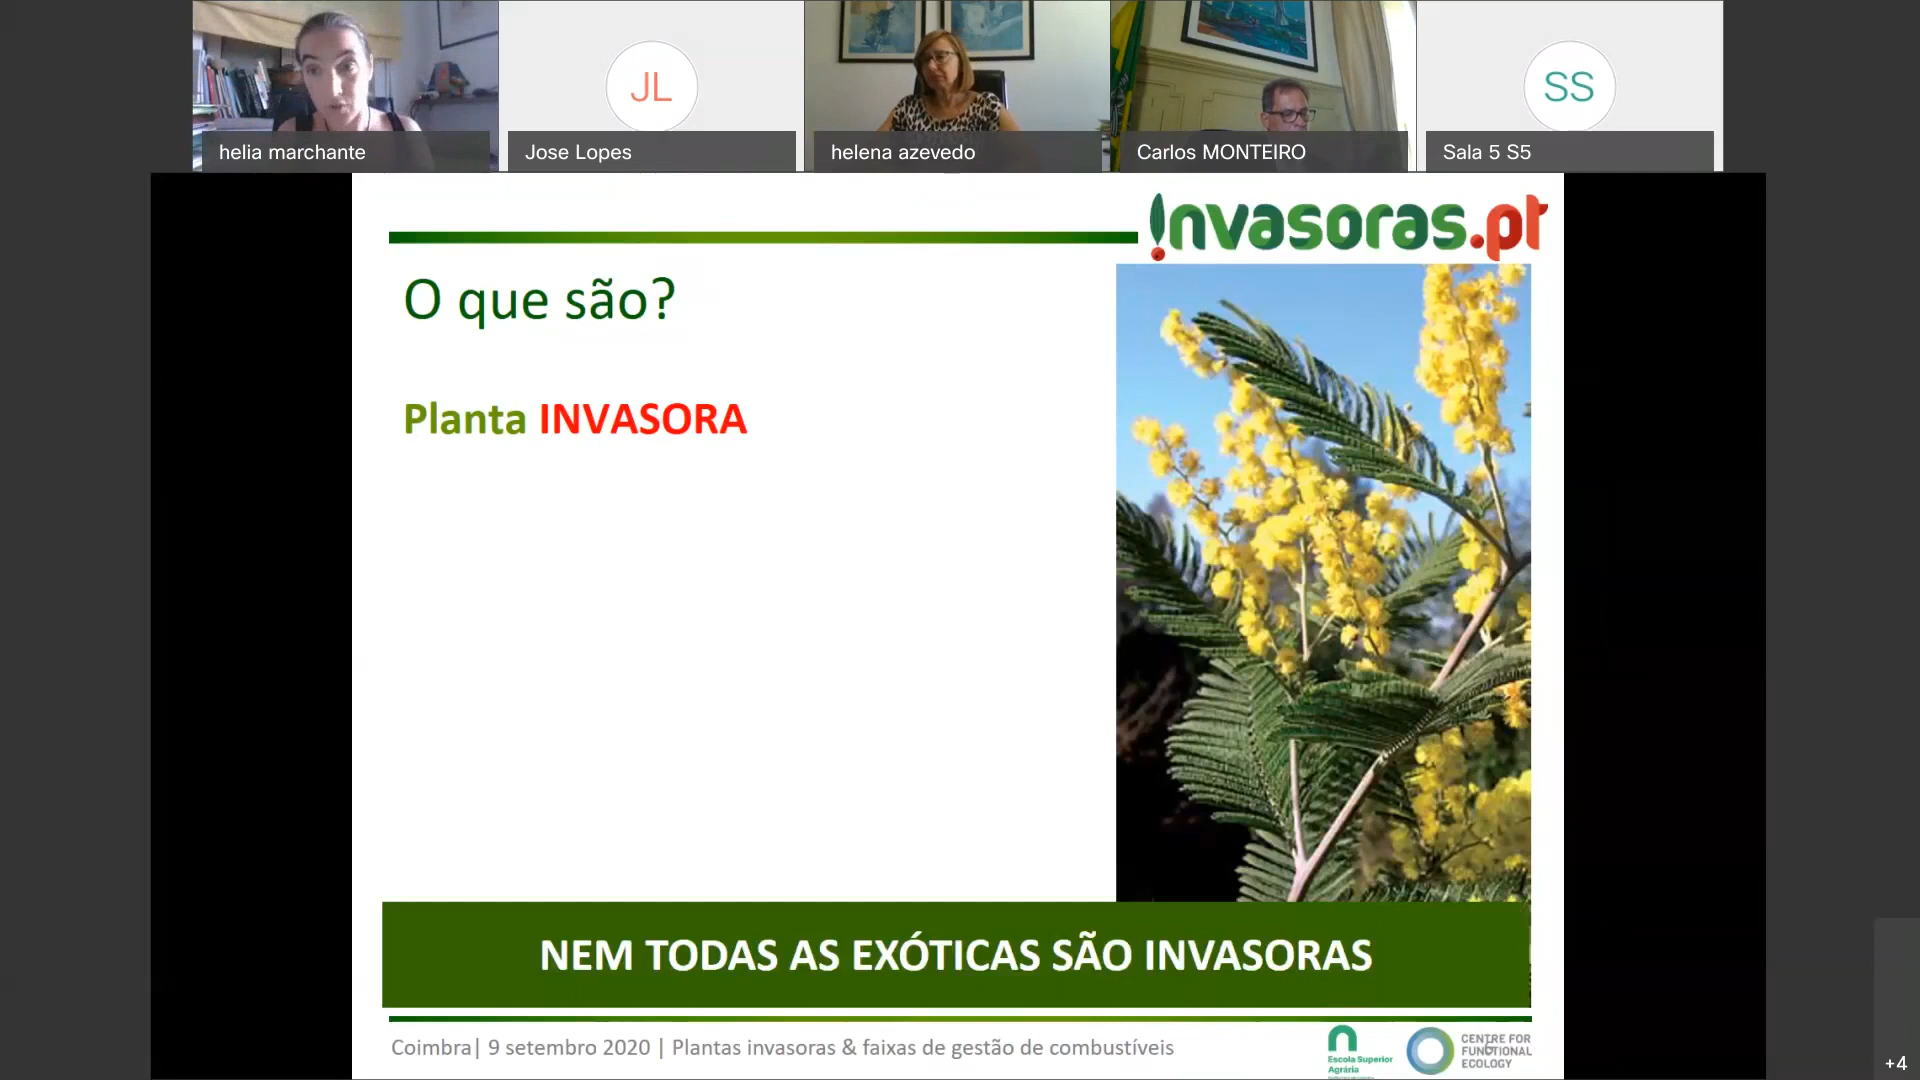 helia marchante
JL
Jose Lopes
helena azevedo
Carlos MONTEIRO
SS
Sala 5 S5
invasoras.pt
O que são?
Planta INVASORA
NEM TODAS AS EXÓTICAS SÃO INVASORAS
Coimbra| 9 setembro 2020 | Plantas invasoras & faixas de gestão de combustíveis
Escola Superior
Agrária
CENTRE FOR
FUNCTIONAL
ECOLOGY
+4